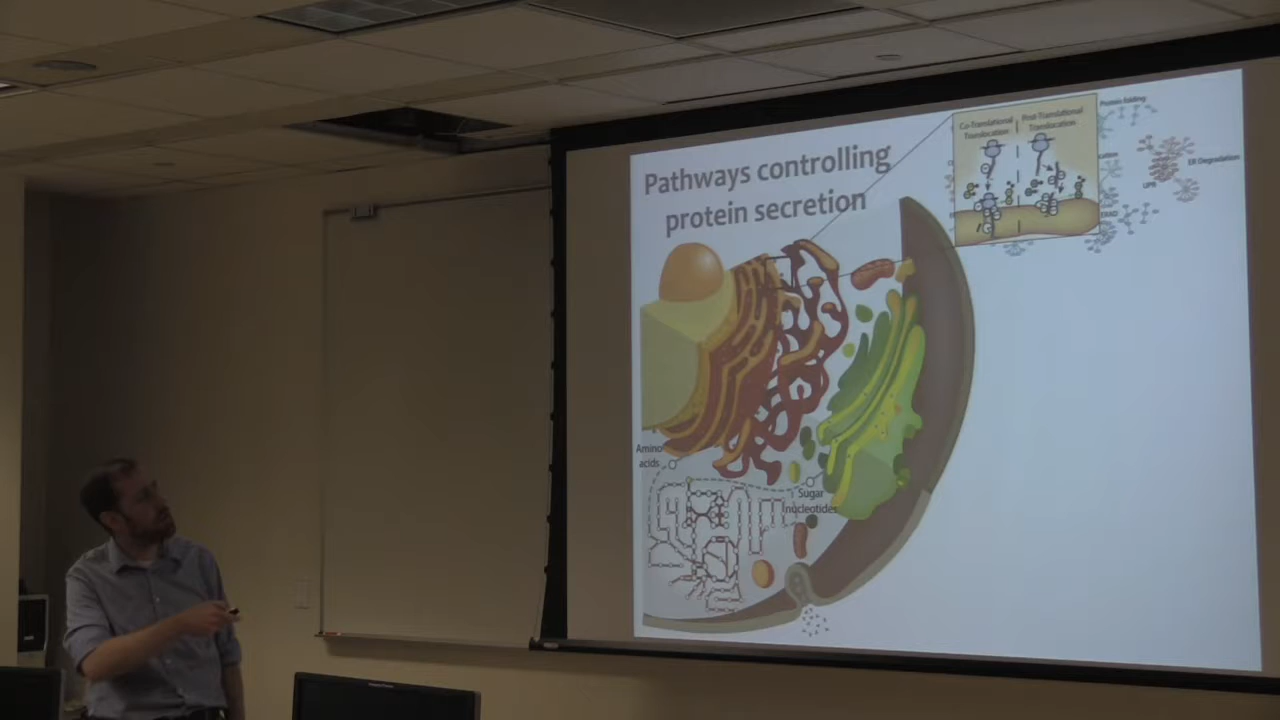 Pathways controlling
protein secretion
Co-Translational
Translocation
Post-Translational
Translocation
Protein folding
ER Degradation
UPR
ERAD
Amino
acids
Sugar
nucleotides